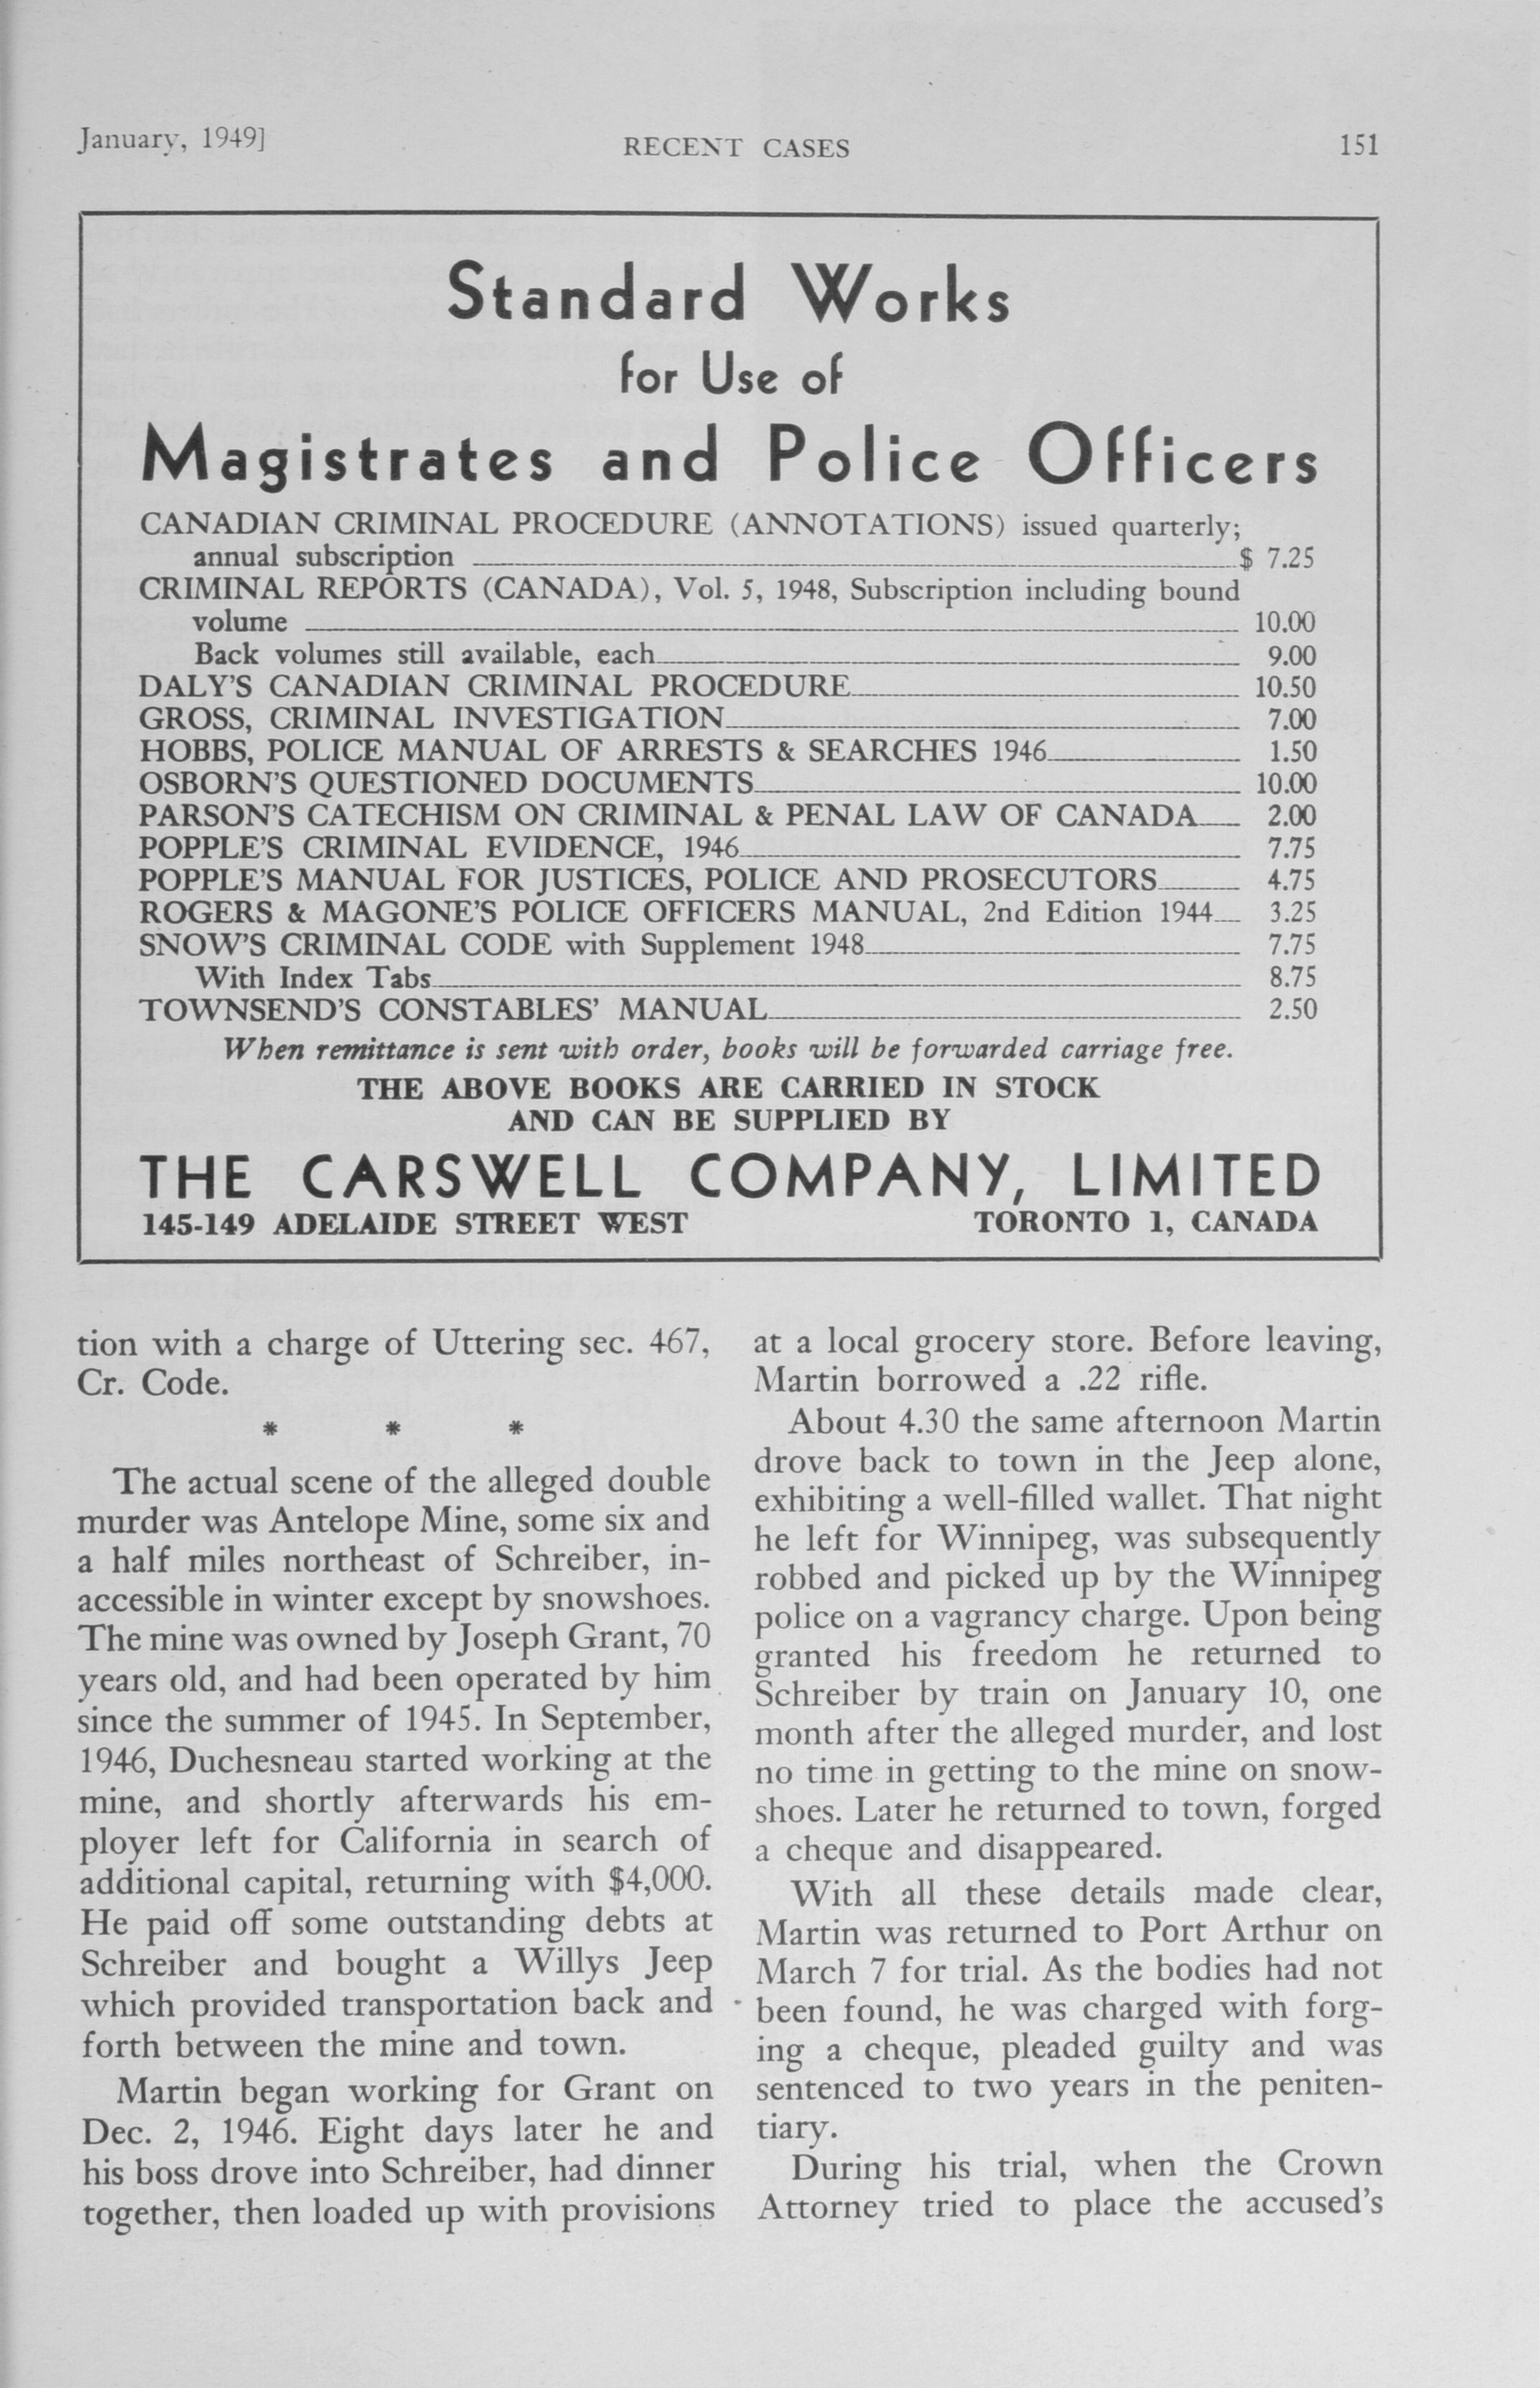 January, 1949]
RECENT CASES
151
Standard Works
for Use of
Magistrates and Police Officers
CANADIAN CRIMINAL PROCEDURE (ANNOTATIONS) issued quarterly;
annual subscription $ 7.25
CRIMINAL REPORTS (CANADA), Vol. 5, 1948, Subscription including bound
volume 10.00
Back volumes still available, each 9.00
DALY'S CANADIAN CRIMINAL PROCEDURE 10.50
GROSS, CRIMINAL INVESTIGATION 7.00
HOBBS, POLICE MANUAL OF ARRESTS & SEARCHES 1946 1.50
OSBORN'S QUESTIONED DOCUMENTS 10.00
PARSON'S CATECHISM ON CRIMINAL & PENAL LAW OF CANADA 2.00
POPPLE'S CRIMINAL EVIDENCE, 1946 7.75
POPPLE'S MANUAL FOR JUSTICES, POLICE AND PROSECUTORS 4.75
ROGERS & MAGONE'S POLICE OFFICERS MANUAL, 2nd Edition 1944 3.25
SNOW'S CRIMINAL CODE with Supplement 1948 7.75
With Index Tabs 8.75
TOWNSEND'S CONSTABLES' MANUAL 2.50
When remittance is sent with order, books will be forwarded carriage free.
THE ABOVE BOOKS ARE CARRIED IN STOCK
AND CAN BE SUPPLIED BY
THE CARSWELL COMPANY, LIMITED
145-149 ADELAIDE STREET WEST TORONTO 1, CANADA
tion with a charge of Uttering sec. 467,
Cr. Code.
* * *
The actual scene of the alleged double
murder was Antelope Mine, some six and
a half miles northeast of Schreiber, in-
accessible in winter except by snowshoes.
The mine was owned by Joseph Grant, 70
years old, and had been operated by him
since the summer of 1945. In September,
1946, Duchesneau started working at the
mine, and shortly afterwards his em-
ployer left for California in search of
additional capital, returning with $4,000.
He paid off some outstanding debts at
Schreiber and bought a Willys Jeep
which provided transportation back and
forth between the mine and town.
Martin began working for Grant on
Dec. 2, 1946. Eight days later he and
his boss drove into Schreiber, had dinner
together, then loaded up with provisions
at a local grocery store. Before leaving,
Martin borrowed a .22 rifle.
About 4.30 the same afternoon Martin
drove back to town in the Jeep alone,
exhibiting a well-filled wallet. That night
he left for Winnipeg, was subsequently
robbed and picked up by the Winnipeg
police on a vagrancy charge. Upon being
granted his freedom he returned to
Schreiber by train on January 10, one
month after the alleged murder, and lost
no time in getting to the mine on snow-
shoes. Later he returned to town, forged
a cheque and disappeared.
With all these details made clear,
Martin was returned to Port Arthur on
March 7 for trial. As the bodies had not
been found, he was charged with forg-
ing a cheque, pleaded guilty and was
sentenced to two years in the peniten-
tiary.
During his trial, when the Crown
Attorney tried to place the accused's